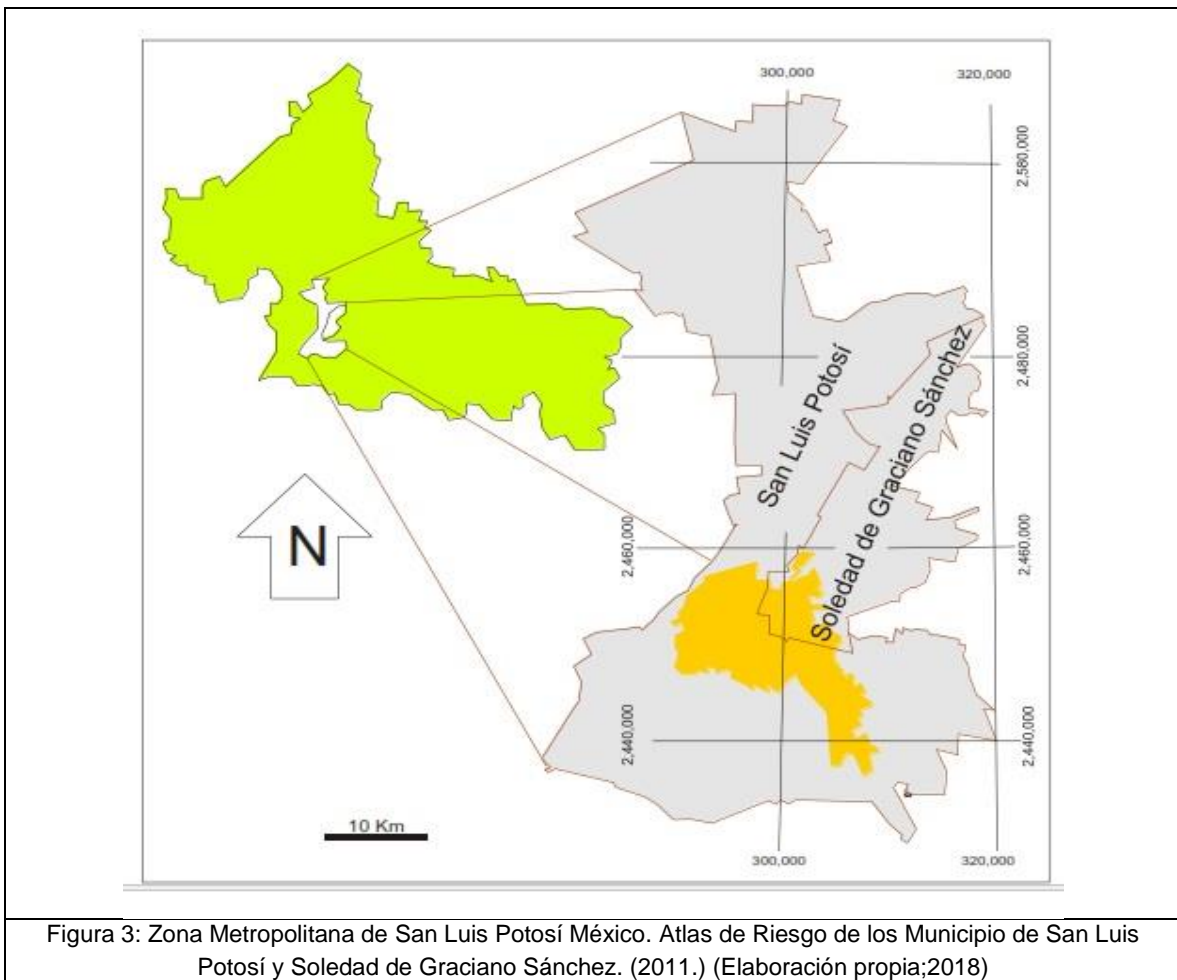 300,000
320,000
2,580,000
2,480,000
San Luis Potosí
Soledad de Graciano Sánchez
N
2,460,000
2,460,000
2,440,000
2,440,000
10 Km
300,000
320,000
Figura 3: Zona Metropolitana de San Luis Potosí México. Atlas de Riesgo de los Municipio de San Luis
Potosí y Soledad de Graciano Sánchez. (2011.) (Elaboración propia;2018)